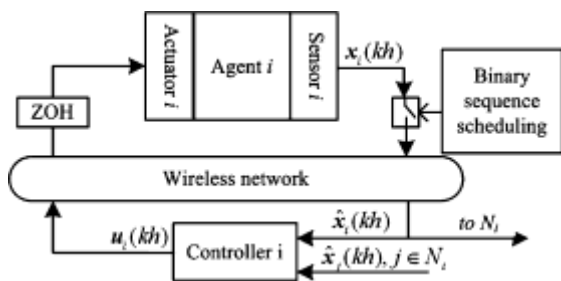 Actuator i
Agent i
Sensor i
x_i(kh)
Binary
sequence
scheduling
ZOH
Wireless network
x̂_i(kh)
to N_i
u_i(kh)
Controller i
x̂_j(kh), j ∈ N_i